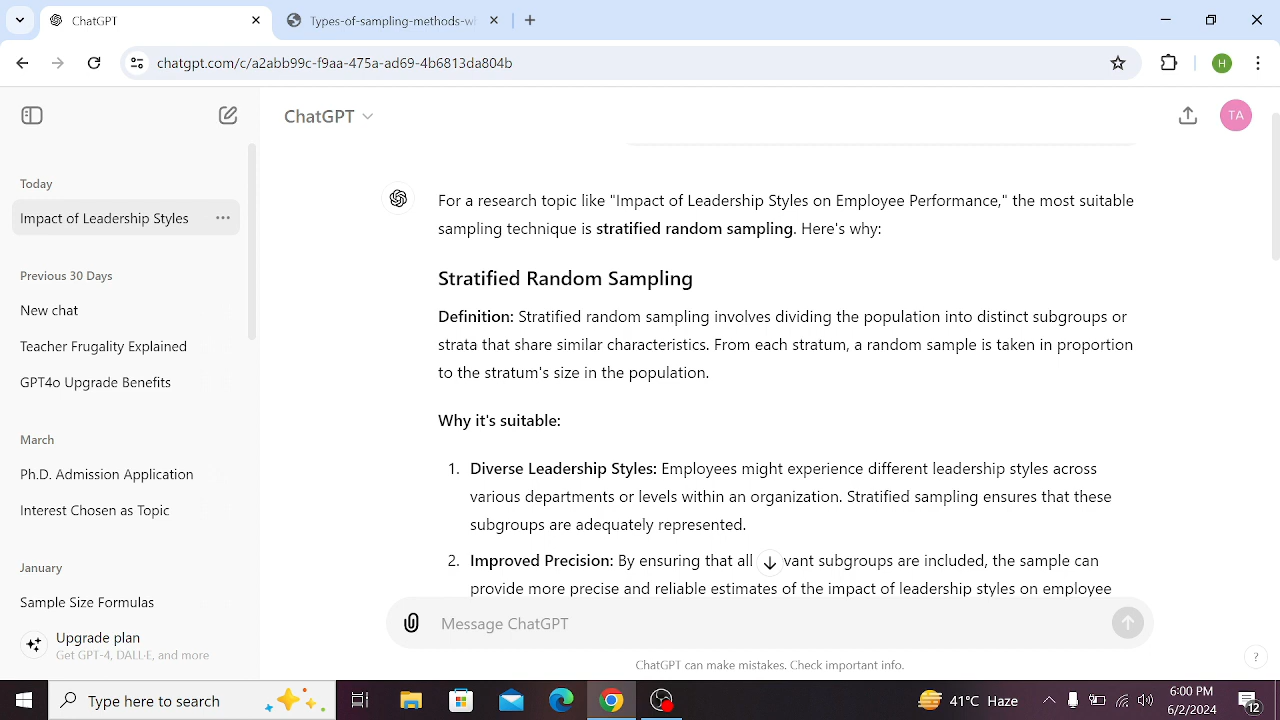 ChatGPT
Types-of-sampling-methods-w
chatgpt.com/c/a2abb99c-f9aa-475a-ad69-4b6813da804b
H
ChatGPT
TA
Today
Impact of Leadership Styles
Previous 30 Days
New chat
Teacher Frugality Explained
GPT4o Upgrade Benefits
March
Ph.D. Admission Application
Interest Chosen as Topic
January
Sample Size Formulas
Upgrade plan
Get GPT-4, DALL·E, and more
For a research topic like "Impact of Leadership Styles on Employee Performance," the most suitable
sampling technique is stratified random sampling. Here's why:
Stratified Random Sampling
Definition: Stratified random sampling involves dividing the population into distinct subgroups or
strata that share similar characteristics. From each stratum, a random sample is taken in proportion
to the stratum's size in the population.
Why it's suitable:
1. Diverse Leadership Styles: Employees might experience different leadership styles across
various departments or levels within an organization. Stratified sampling ensures that these
subgroups are adequately represented.
2. Improved Precision: By ensuring that all vant subgroups are included, the sample can
provide more precise and reliable estimates of the impact of leadership styles on employee
Message ChatGPT
ChatGPT can make mistakes. Check important info.
?
Type here to search
41°C Haze
6:00 PM
6/2/2024
12